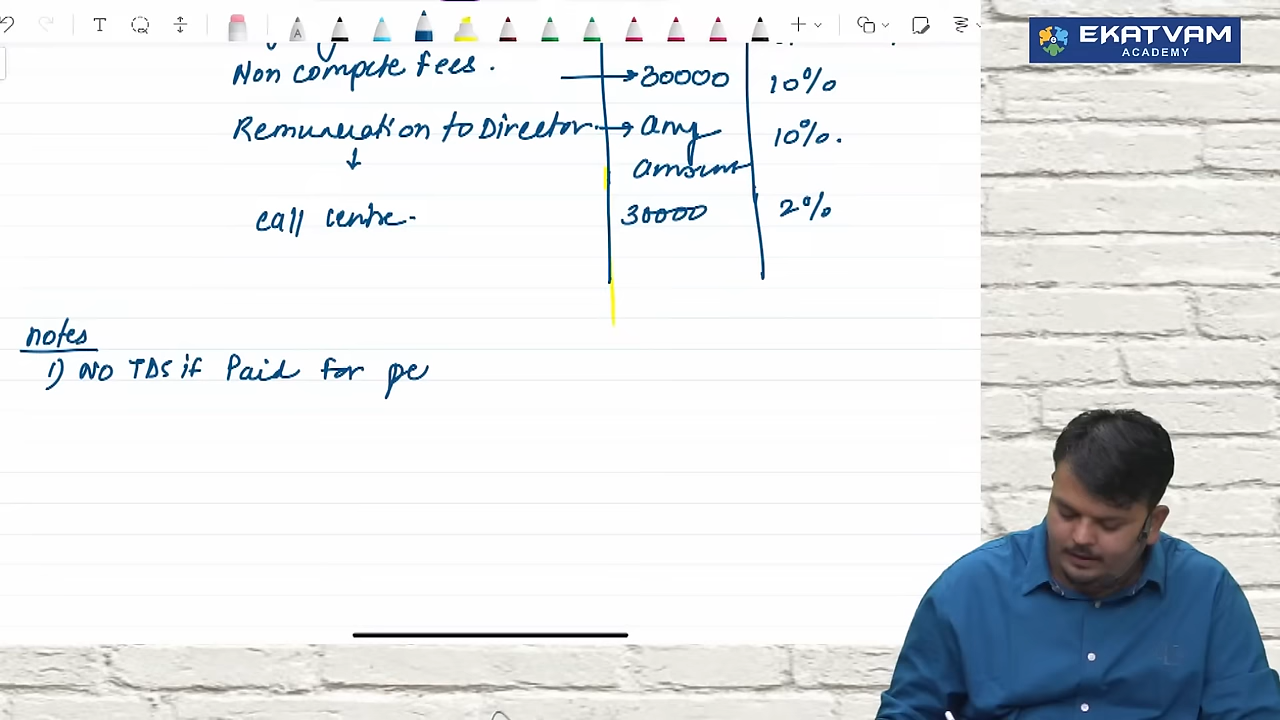 EKATVAM
ACADEMY
Non compete fees. → 30000 10%
Remuneration to Director. → any amount 10%.
call centre. 30000 2%
notes
1) NO TDS if Paid for pe